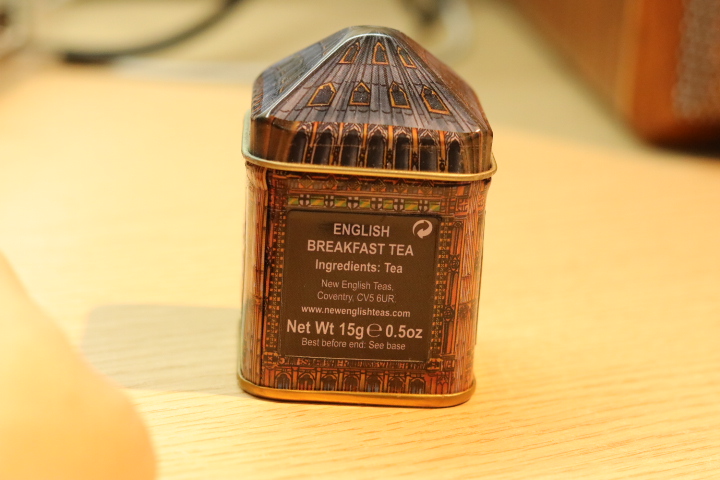 ENGLISH
BREAKFAST TEA
Ingredients: Tea
New English Teas,
Coventry, CV5 6UR.
www.newenglishteas.com
Net Wt 15g ℮ 0.5oz
Best before end: See base